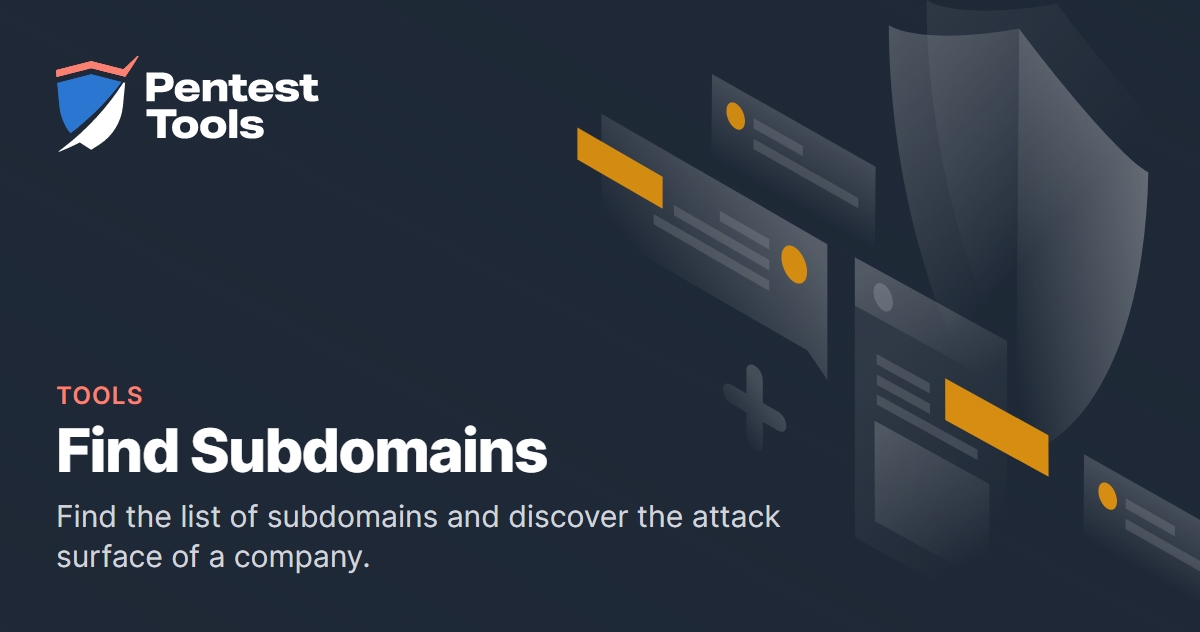 Pentest
Tools
TOOLS
Find Subdomains
Find the list of subdomains and discover the attack
surface of a company.